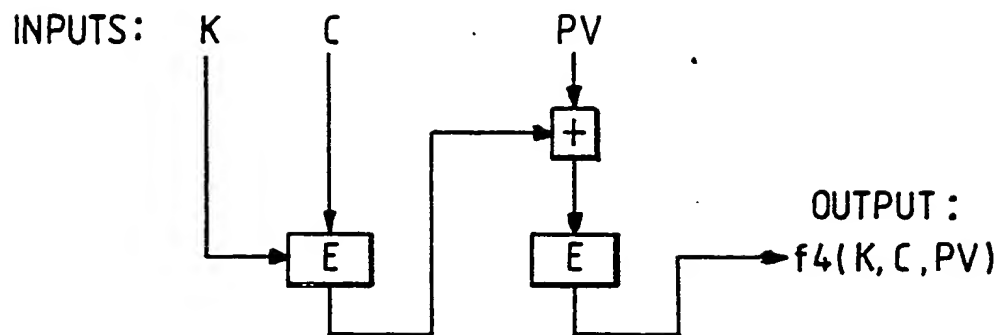 INPUTS: K C PV
+
E E
OUTPUT:
f4(K,C,PV)